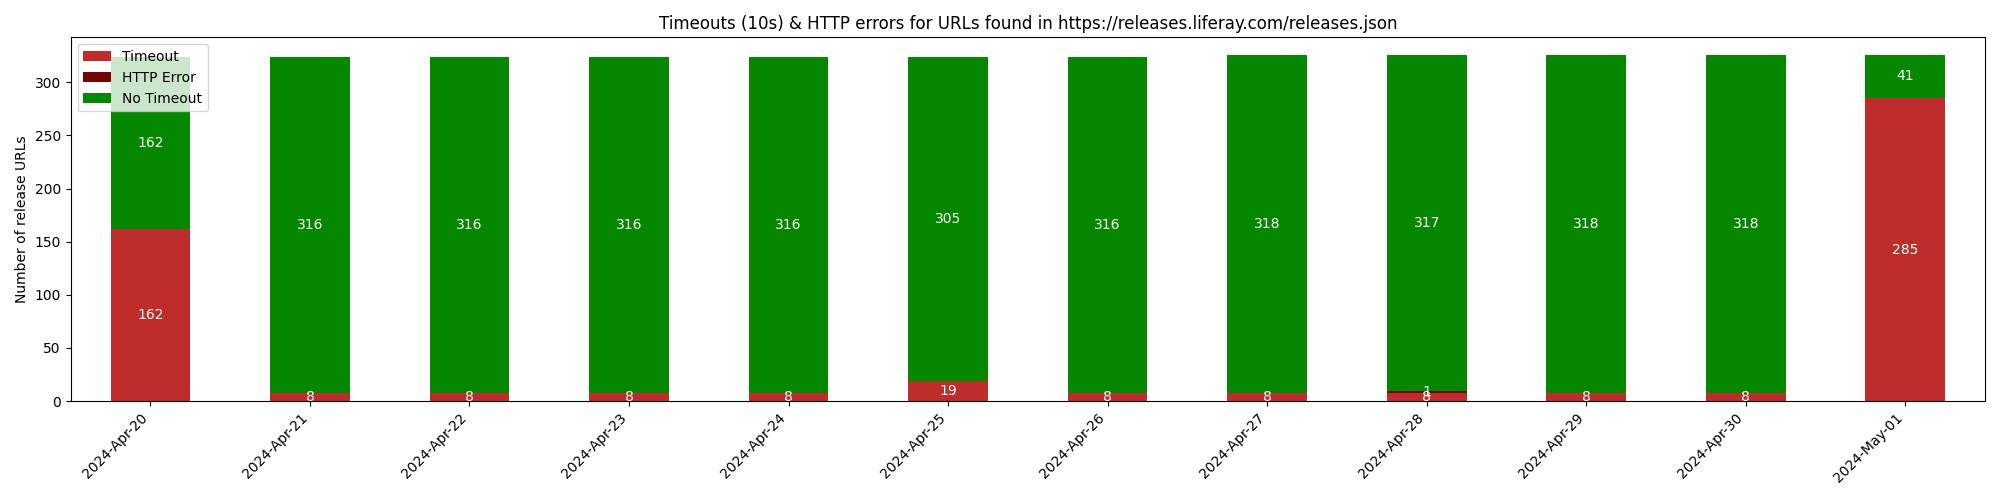 Timeouts (10s) & HTTP errors for URLs found in https://releases.liferay.com/releases.json
Timeout
HTTP Error
No Timeout
Number of release URLs
300
250
200
150
100
50
0
162 316 316 316 316 305 316 318 317 318 318 41
162 8 8 8 8 19 8 8 1 8 8 8 285
2024-Apr-20 2024-Apr-21 2024-Apr-22 2024-Apr-23 2024-Apr-24 2024-Apr-25 2024-Apr-26 2024-Apr-27 2024-Apr-28 2024-Apr-29 2024-Apr-30 2024-May-01